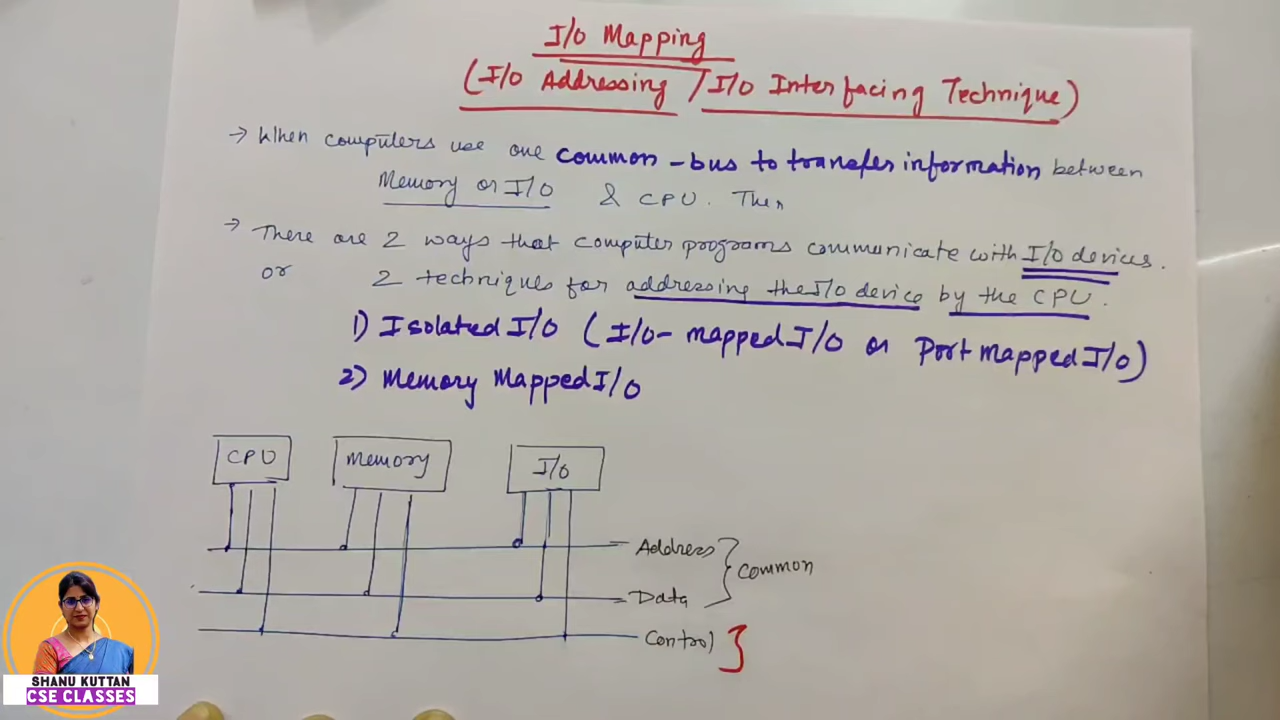 I/O Mapping
(I/O Addressing / I/O Interfacing Technique)
→ When computers use one common-bus to transfer information between
Memory or I/O & CPU. Then
→ There are 2 ways that computer programs communicate with I/O devices.
or 2 techniques for addressing the I/O device by the CPU.
1) Isolated I/O (I/O-mapped I/O or Port Mapped I/O)
2) Memory Mapped I/O
CPU Memory I/O
Address
Common
Data
Control
SHANU KUTTAN
CSE CLASSES